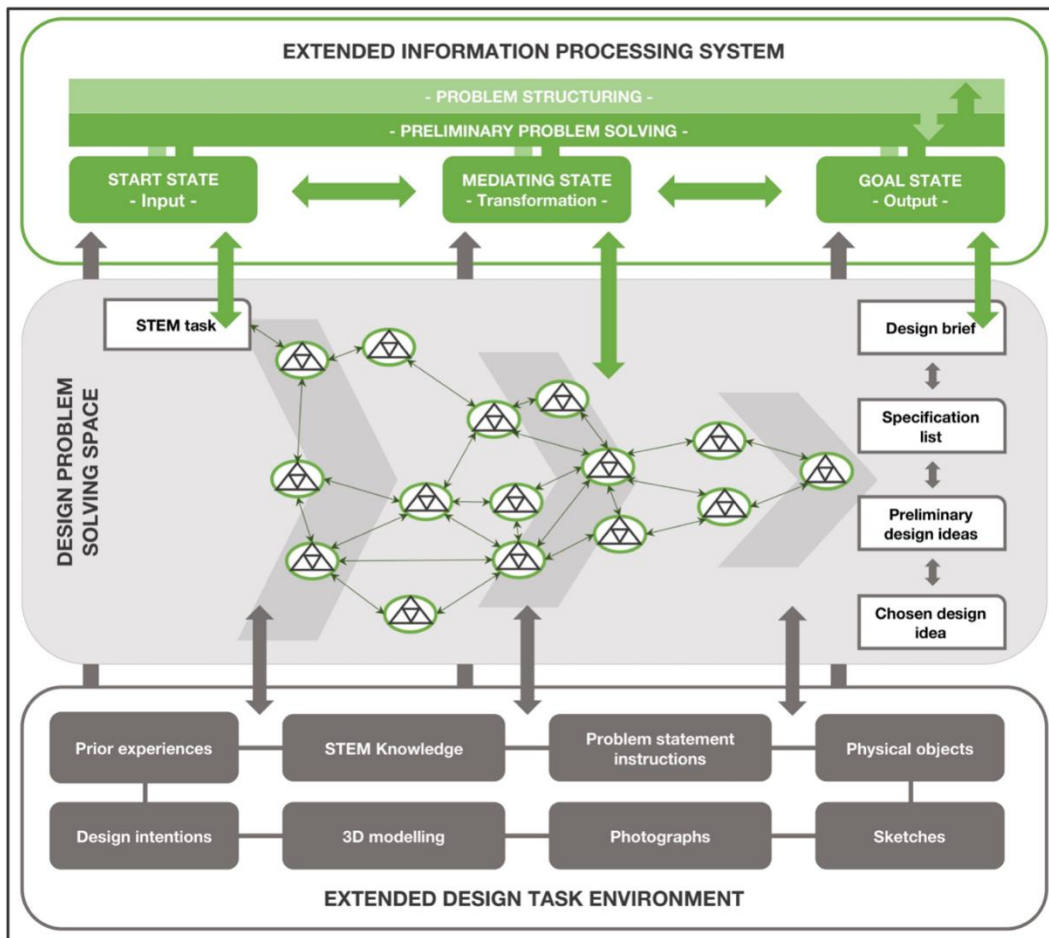 EXTENDED INFORMATION PROCESSING SYSTEM
- PROBLEM STRUCTURING -
- PRELIMINARY PROBLEM SOLVING -
START STATE
- Input -
MEDIATING STATE
- Transformation -
GOAL STATE
- Output -
DESIGN PROBLEM
SOLVING SPACE
STEM task
Design brief
Specification
list
Preliminary
design ideas
Chosen design
idea
Prior experiences
STEM Knowledge
Problem statement
instructions
Physical objects
Design intentions
3D modelling
Photographs
Sketches
EXTENDED DESIGN TASK ENVIRONMENT